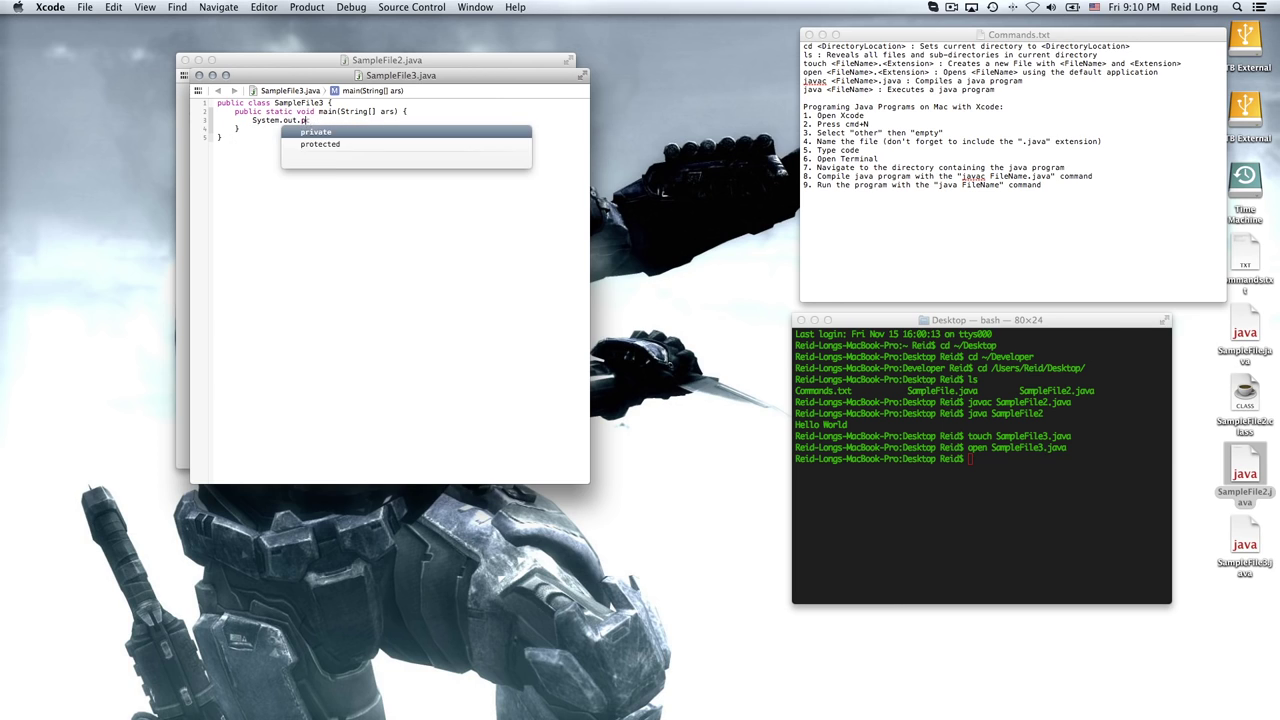 Xcode File Edit View Find Navigate Editor Product Debug Source Control Window Help
Fri 9:10 PM Reid Long
SampleFile2.java
SampleFile3.java
SampleFile3.java main(String[] ars)
1 public class SampleFile3 {
2 public static void main(String[] ars) {
3 System.out.p
4 }
5 }
private
protected
Commands.txt
cd <DirectoryLocation> : Sets current directory to <DirectoryLocation>
ls : Reveals all files and sub-directories in current directory
touch <FileName>.<Extension> : Creates a new File with <FileName> and <Extension>
open <FileName>.<Extension> : Opens <FileName> using the default application
javac <FileName>.java : Compiles a java program
java <FileName> : Executes a java program
Programing Java Programs on Mac with Xcode:
1. Open Xcode
2. Press cmd+N
3. Select "other" then "empty"
4. Name the file (don't forget to include the ".java" extension)
5. Type code
6. Open Terminal
7. Navigate to the directory containing the java program
8. Compile java program with the "javac FileName.java" command
9. Run the program with the "java FileName" command
Desktop — bash — 80×24
Last login: Fri Nov 15 16:00:13 on ttys000
Reid-Longs-MacBook-Pro:~ Reid$ cd ~/Desktop
Reid-Longs-MacBook-Pro:Desktop Reid$ cd ~/Developer
Reid-Longs-MacBook-Pro:Developer Reid$ cd /Users/Reid/Desktop/
Reid-Longs-MacBook-Pro:Desktop Reid$ ls
Commands.txt SampleFile.java SampleFile2.java
Reid-Longs-MacBook-Pro:Desktop Reid$ javac SampleFile2.java
Reid-Longs-MacBook-Pro:Desktop Reid$ java SampleFile2
Hello World
Reid-Longs-MacBook-Pro:Desktop Reid$ touch SampleFile3.java
Reid-Longs-MacBook-Pro:Desktop Reid$ open SampleFile3.java
Reid-Longs-MacBook-Pro:Desktop Reid$
TB External
TB External
Time
Machine
TXT
mmands.tx
t
java
SampleFile.ja
va
CLASS
SampleFile2.c
lass
java
SampleFile2.j
ava
java
SampleFile3.j
ava